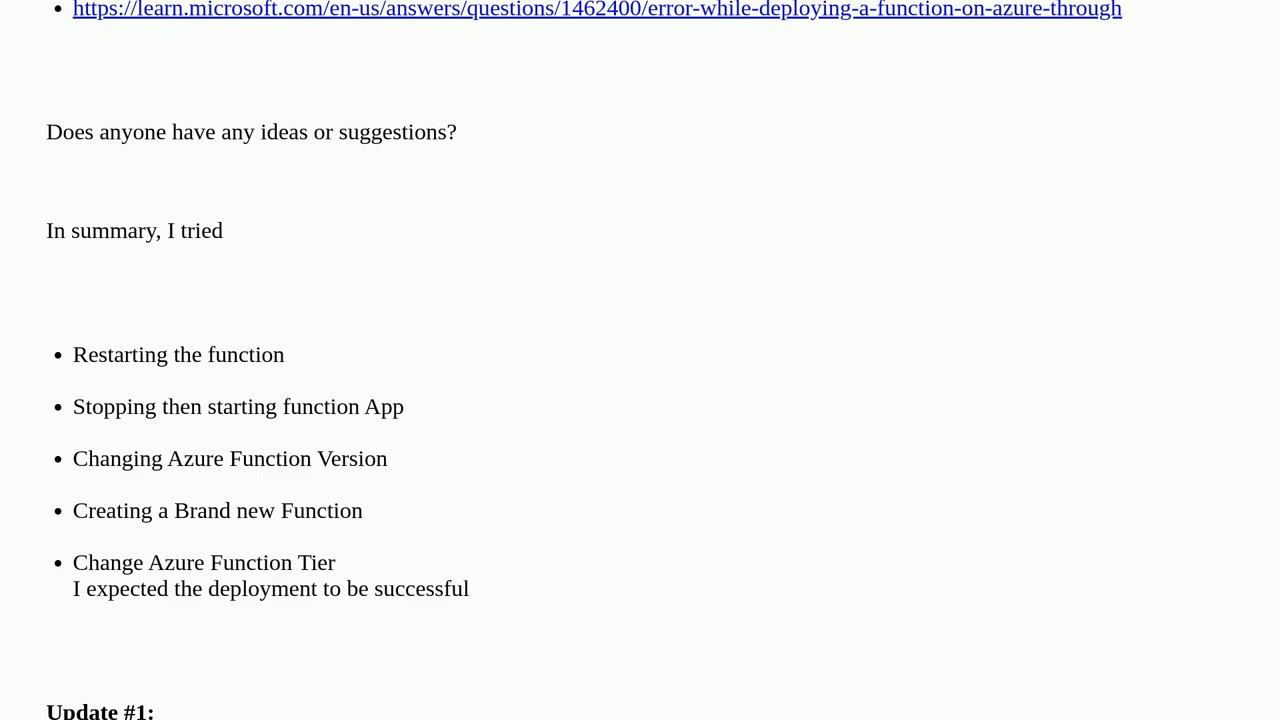 https://learn.microsoft.com/en-us/answers/questions/1462400/error-while-deploying-a-function-on-azure-through
Does anyone have any ideas or suggestions?
In summary, I tried
Restarting the function
Stopping then starting function App
Changing Azure Function Version
Creating a Brand new Function
Change Azure Function Tier
I expected the deployment to be successful
Update #1: